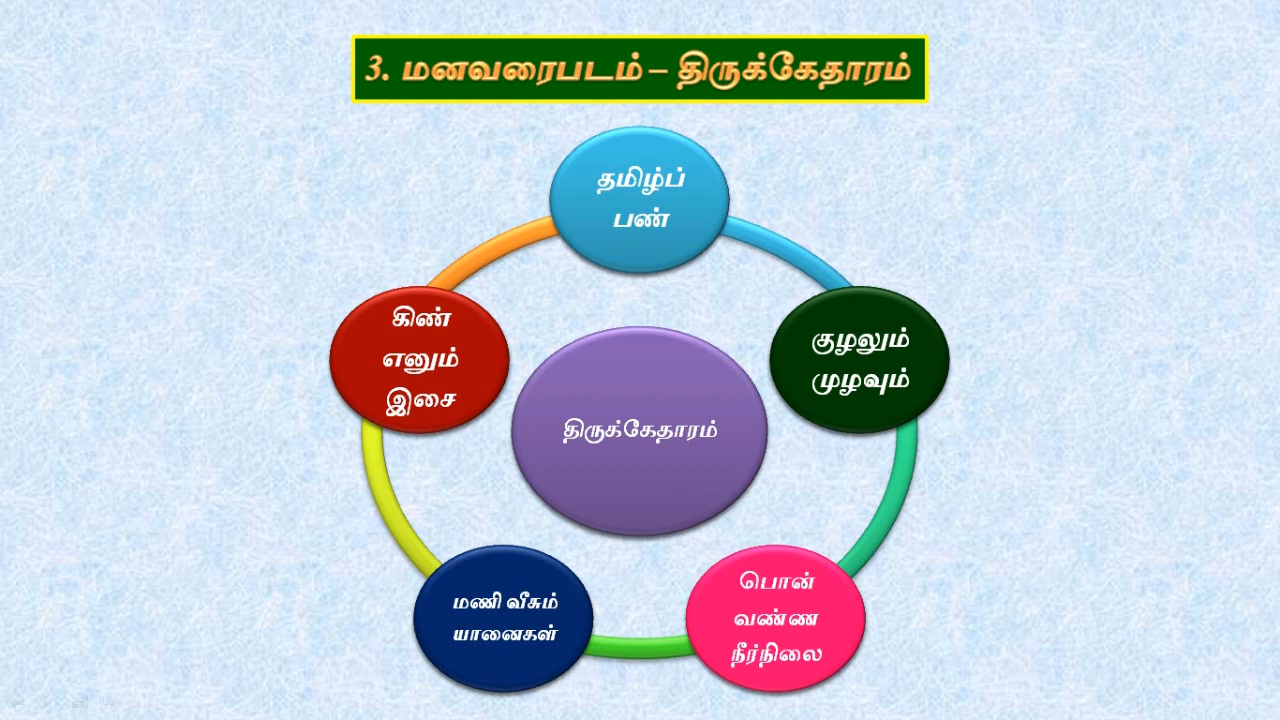 3. மனவரைபடம் – திருக்கேதாரம்
தமிழ்ப்
பண்
குழலும்
முழவும்
பொன்
வண்ண
நீர்நிலை
மணி வீசும்
யானைகள்
கிண்
எனும்
இசை
திருக்கேதாரம்